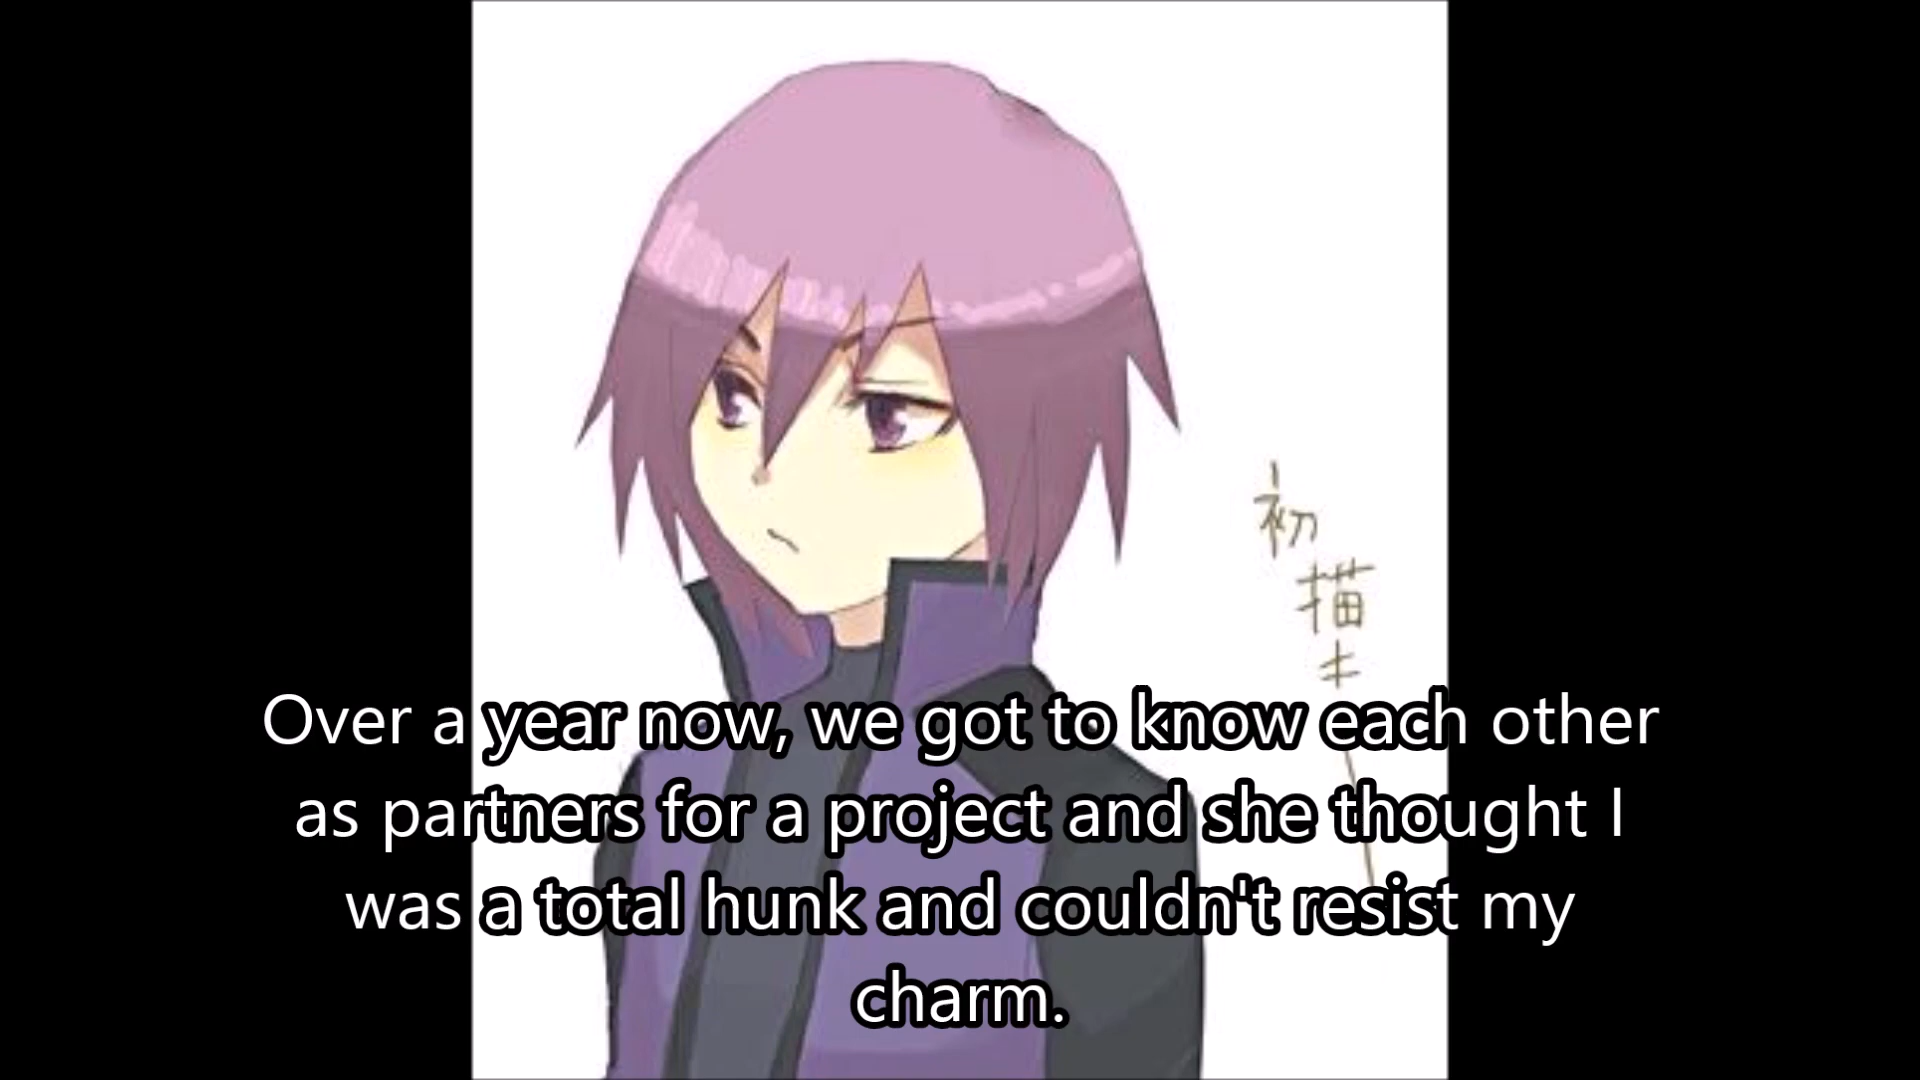 初描キ
Over a year now, we got to know each other
as partners for a project and she thought I
was a total hunk and couldn't resist my
charm.